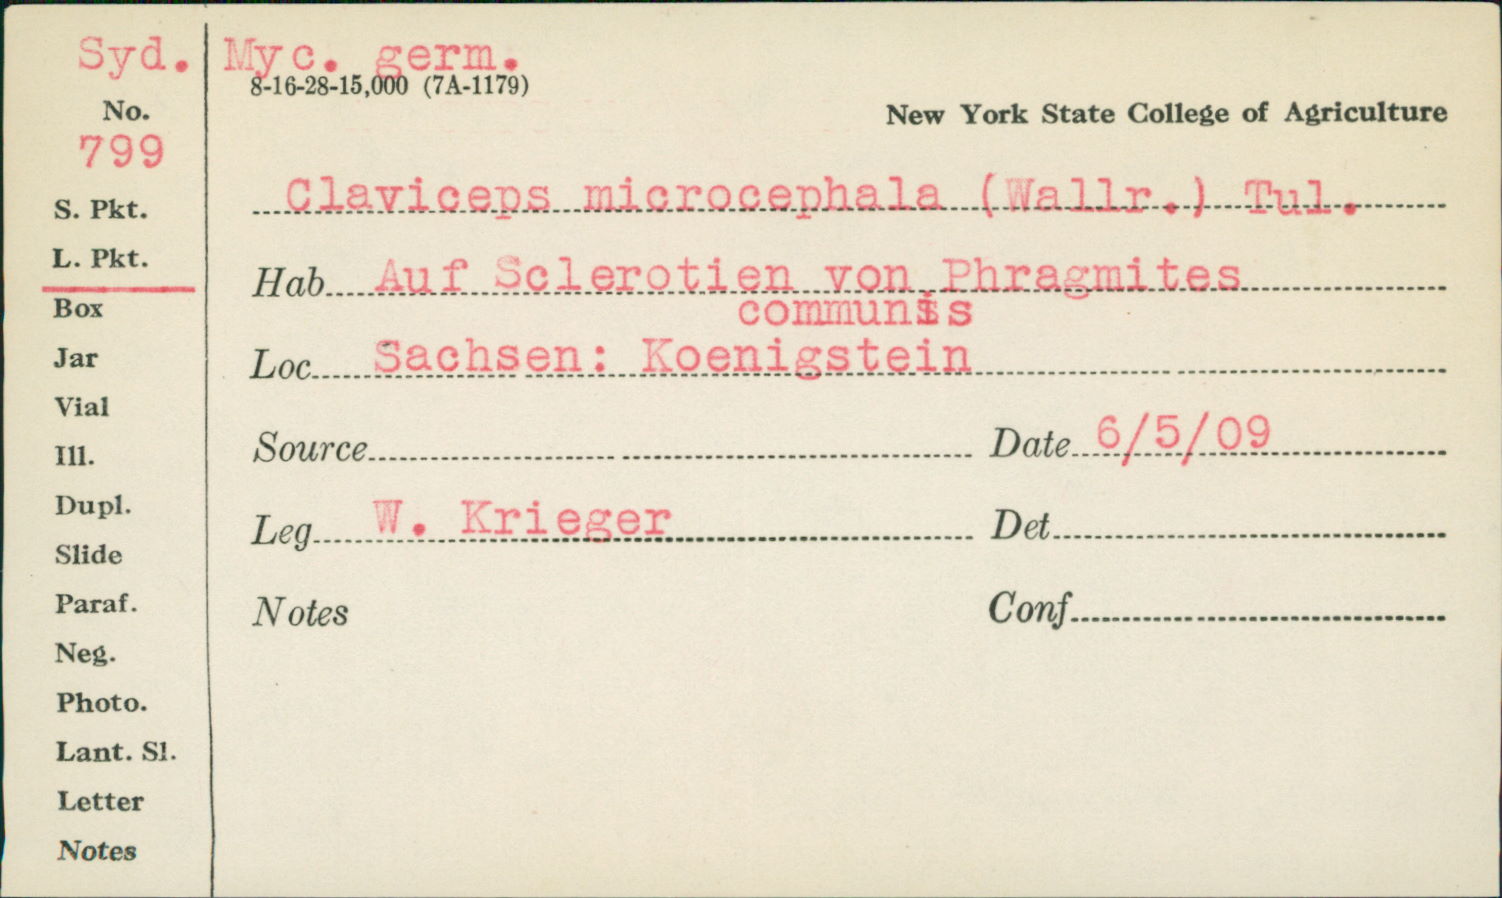 Syd. Myc. germ.
8-16-28-15,000 (7A-1179)
No.
799
New York State College of Agriculture
S. Pkt.
L. Pkt.
Box
Jar
Vial
Ill.
Dupl.
Slide
Paraf.
Neg.
Photo.
Lant. Sl.
Letter
Notes
Claviceps microcephala (Wallr.) Tul.
Hab. Auf Sclerotien von Phragmites
communis
Loc. Sachsen: Koenigstein
Source Date 6/5/09
Leg. W. Krieger Det.
Notes Conf.